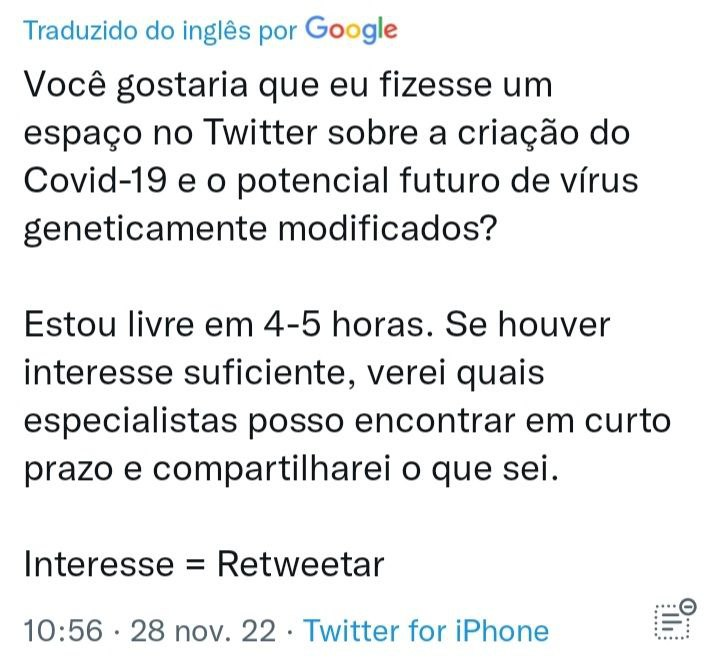 Traduzido do inglês por Google
Você gostaria que eu fizesse um
espaço no Twitter sobre a criação do
Covid-19 e o potencial futuro de vírus
geneticamente modificados?
Estou livre em 4-5 horas. Se houver
interesse suficiente, verei quais
especialistas posso encontrar em curto
prazo e compartilharei o que sei.
Interesse = Retweetar
10:56 · 28 nov. 22 · Twitter for iPhone